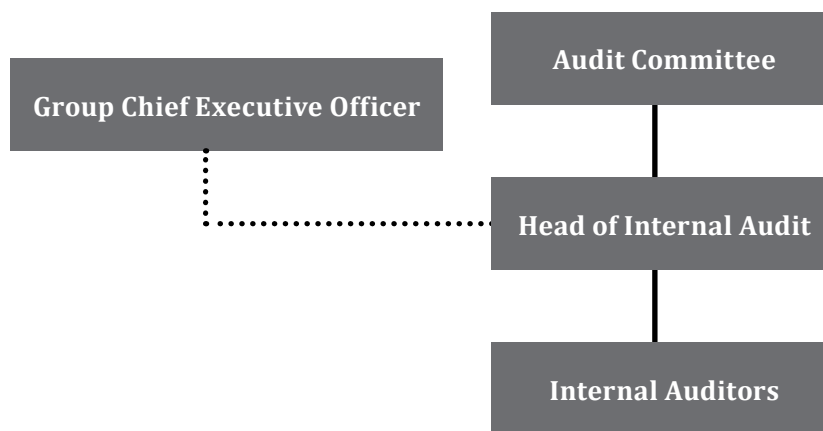 Audit Committee
Group Chief Executive Officer
Head of Internal Audit
Internal Auditors